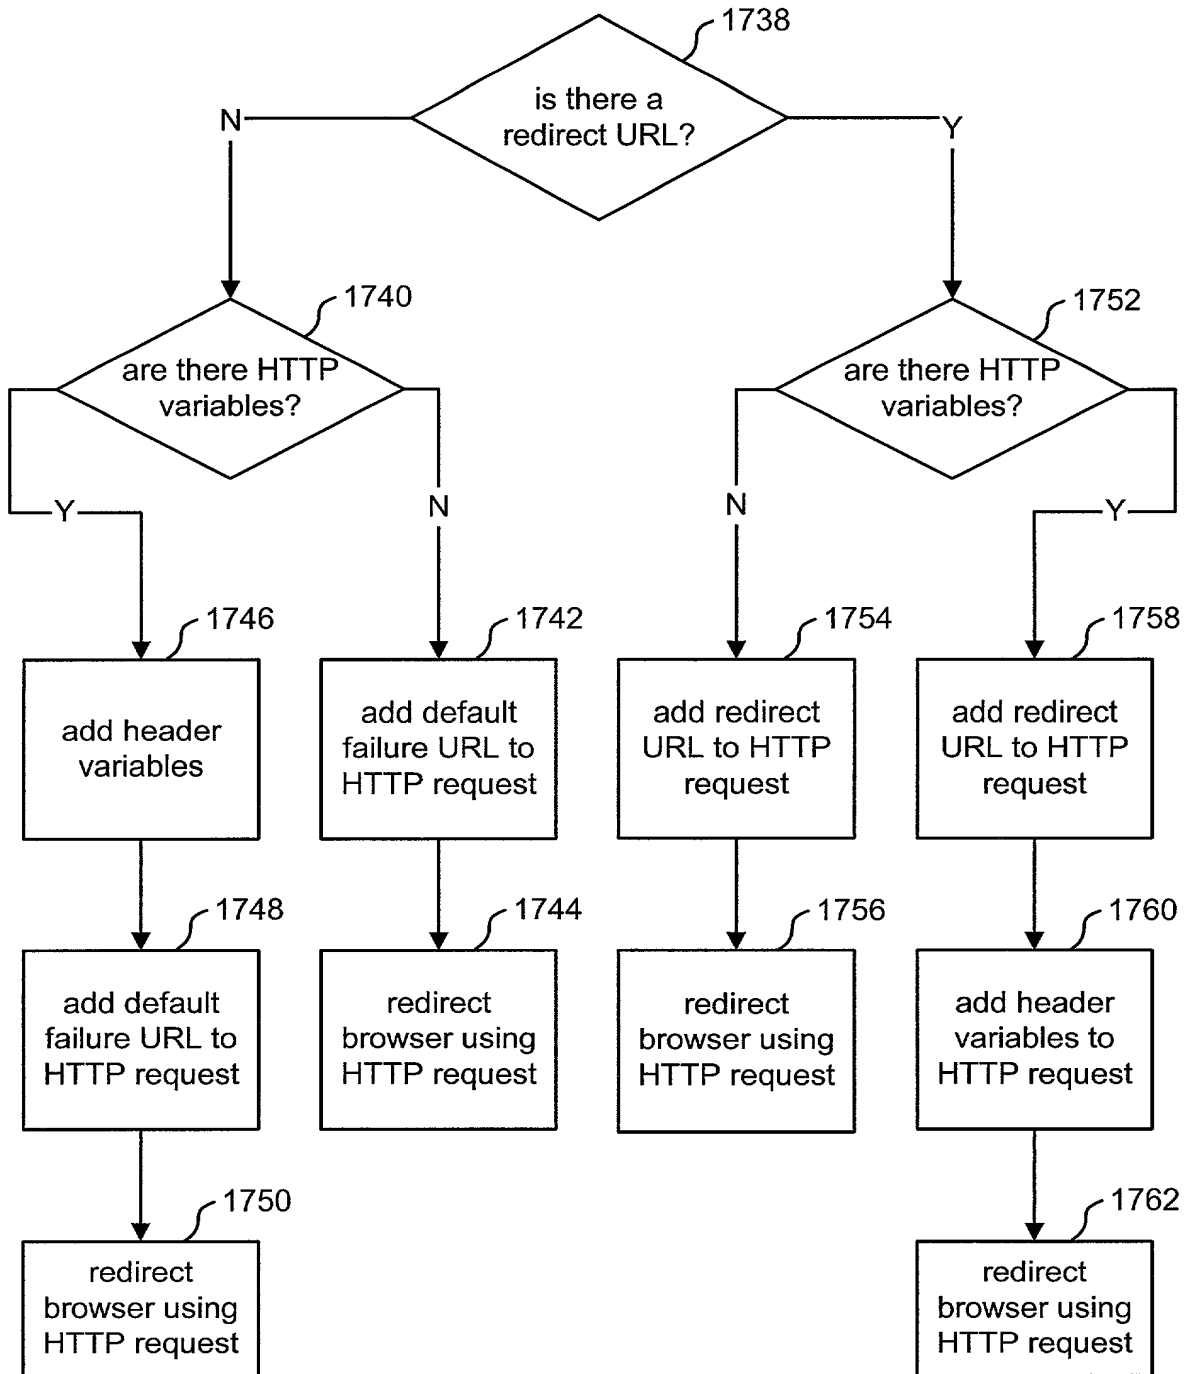 1738
is there a
redirect URL?
N
Y
1740
are there HTTP
variables?
1752
are there HTTP
variables?
Y
N
N
Y
1746
add header
variables
1742
add default
failure URL to
HTTP request
1754
add redirect
URL to HTTP
request
1758
add redirect
URL to HTTP
request
1748
add default
failure URL to
HTTP request
1744
redirect
browser using
HTTP request
1756
redirect
browser using
HTTP request
1760
add header
variables to
HTTP request
1750
redirect
browser using
HTTP request
1762
redirect
browser using
HTTP request